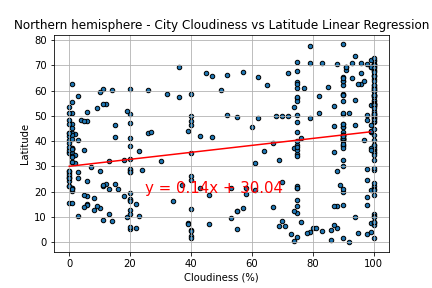 Northern hemisphere - City Cloudiness vs Latitude Linear Regression
80
70
60
50
40
30
20
10
0
Latitude
y = 0.14x + 30.04
0 20 40 60 80 100
Cloudiness (%)